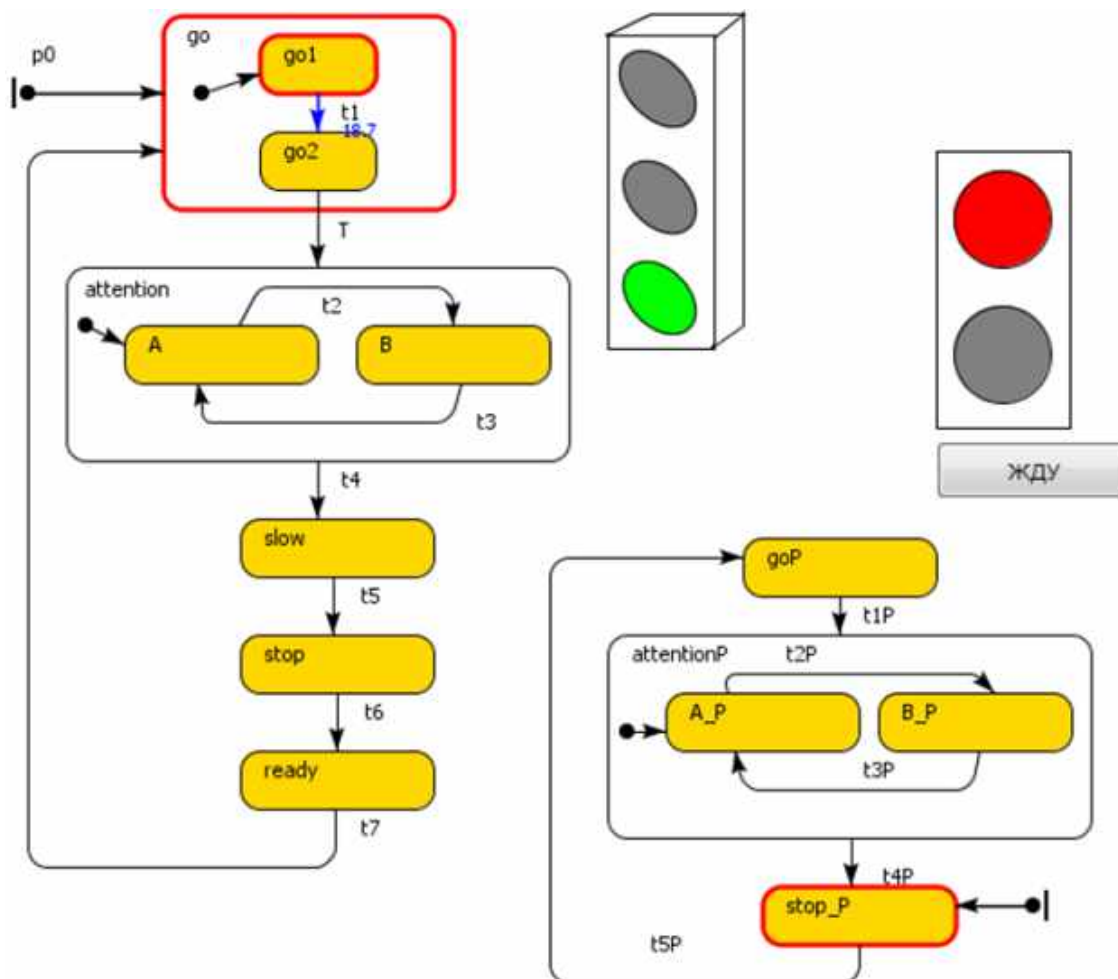 p0
go
go1
t1
18.7
go2
T
attention
t2
A
B
t3
t4
slow
t5
stop
t6
ready
t7
ЖДУ
goP
t1P
attentionP
t2P
A_P
B_P
t3P
t4P
stop_P
t5P